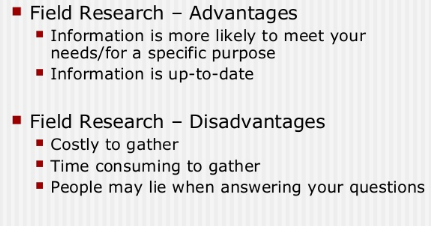 Field Research – Advantages
Information is more likely to meet your
needs/for a specific purpose
Information is up-to-date
Field Research – Disadvantages
Costly to gather
Time consuming to gather
People may lie when answering your questions